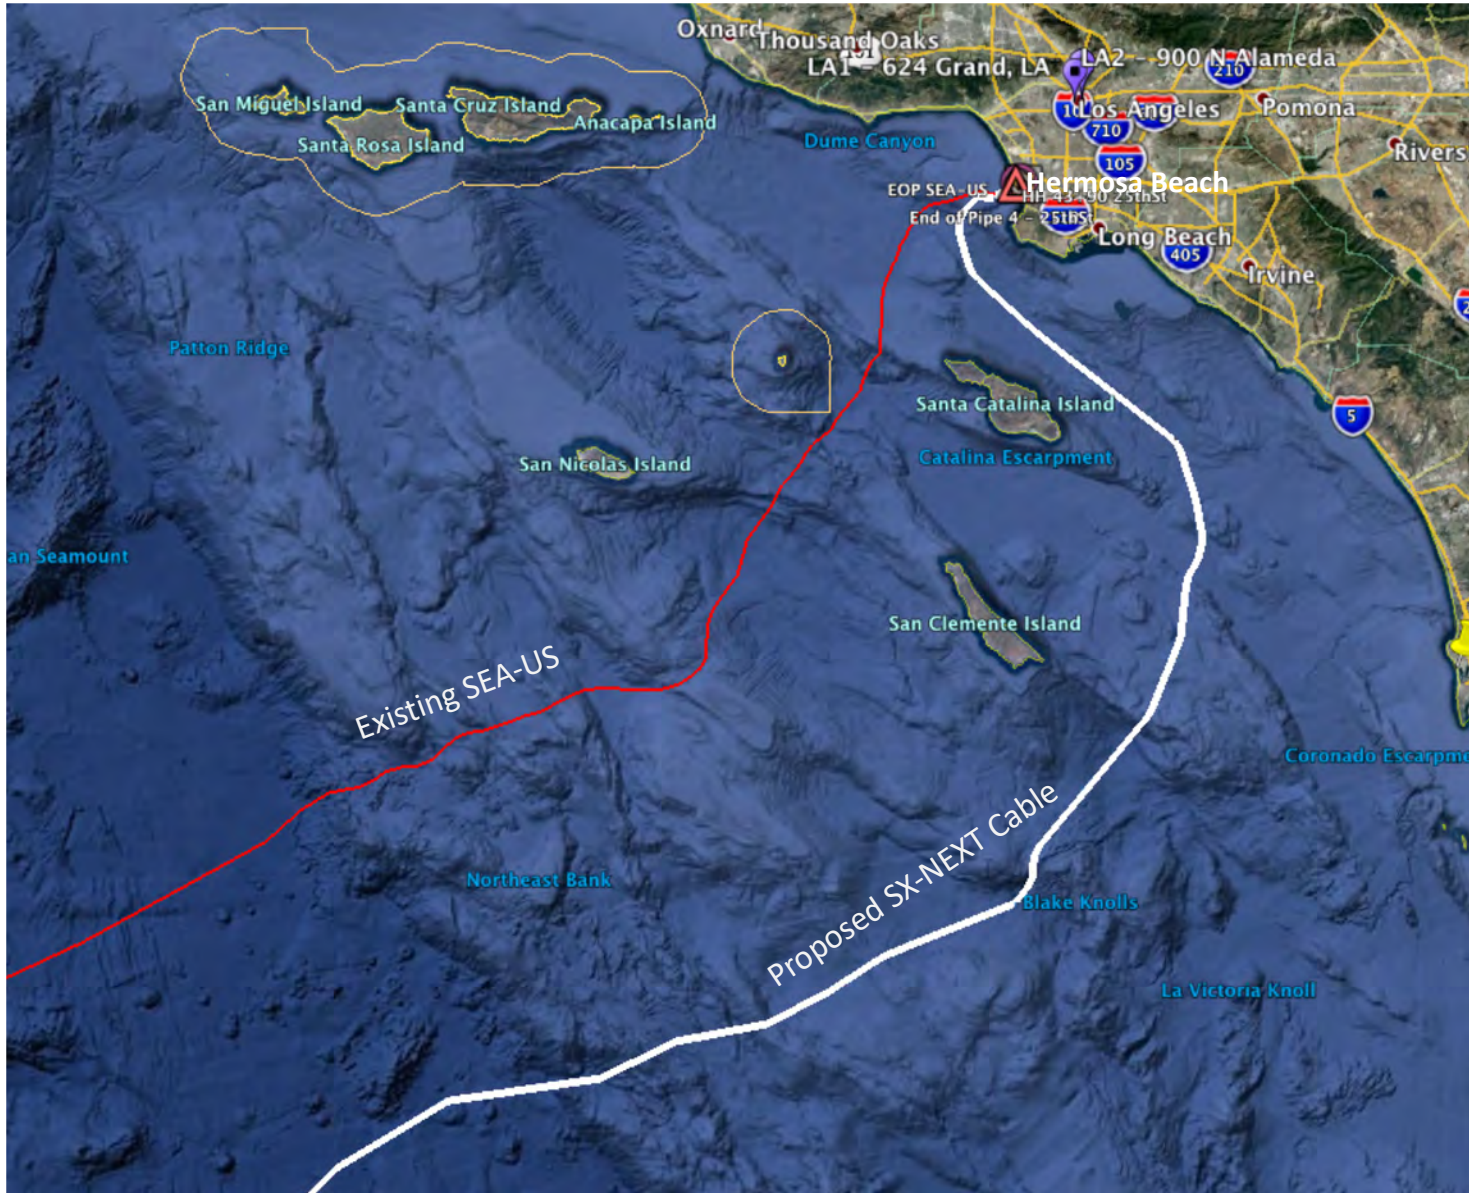 Oxnard
Thousand Oaks
101
LA1 – 624 Grand, LA
LA2 – 900 N Alameda
210
San Miguel Island
Santa Cruz Island
Anacapa Island
Santa Rosa Island
Los Angeles
Pomona
710
Dume Canyon
105
Rivers
EOP SEA-US
Hermosa Beach
End of Pipe 4 – 25thSt
Long Beach
405
Irvine
Patton Ridge
Santa Catalina Island
5
San Nicolas Island
Catalina Escarpment
an Seamount
San Clemente Island
Existing SEA-US
Coronado Escarpme
Proposed SX-NEXT Cable
Northeast Bank
Blake Knolls
La Victoria Knoll